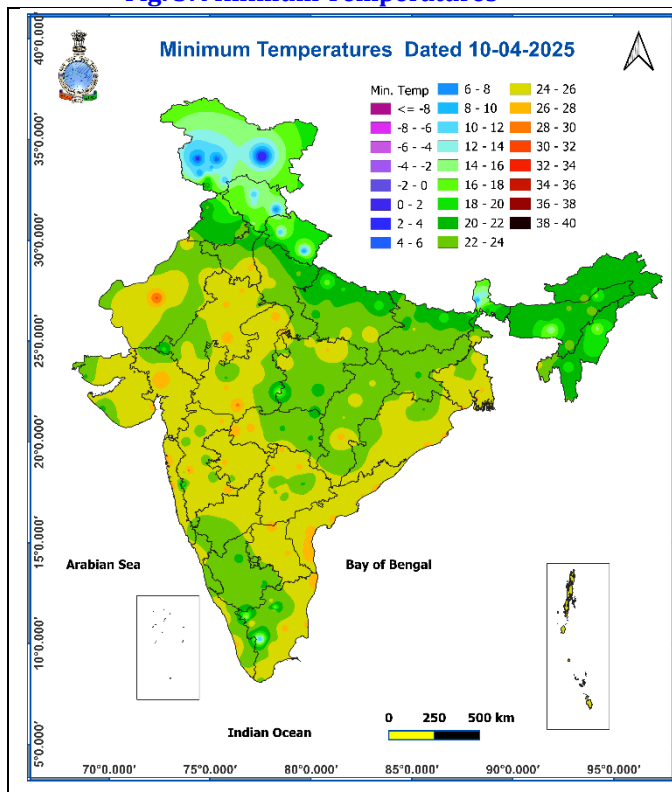 Fig. 3: Minimum Temperatures
Minimum Temperatures Dated 10-04-2025
Min. Temp
<= -8
-8 - -6
-6 - -4
-4 - -2
-2 - 0
0 - 2
2 - 4
4 - 6
6 - 8
8 - 10
10 - 12
12 - 14
14 - 16
16 - 18
18 - 20
20 - 22
22 - 24
24 - 26
26 - 28
28 - 30
30 - 32
32 - 34
34 - 36
36 - 38
38 - 40
40°0.000'
35°0.000'
30°0.000'
25°0.000'
20°0.000'
15°0.000'
10°0.000'
5°0.000'
Arabian Sea
Bay of Bengal
Indian Ocean
0 250 500 km
70°0.000' 75°0.000' 80°0.000' 85°0.000' 90°0.000' 95°0.000'